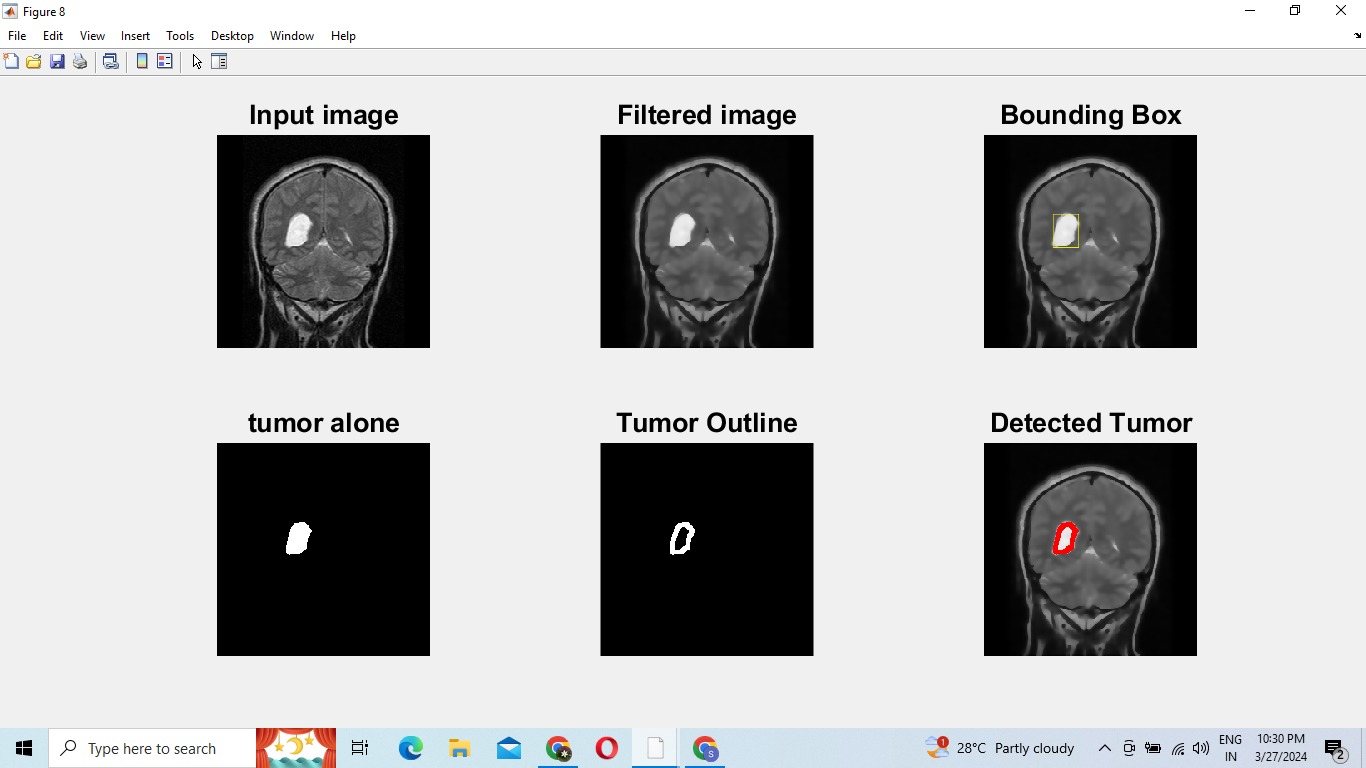 Figure 8
File Edit View Insert Tools Desktop Window Help
Input image
Filtered image
Bounding Box
tumor alone
Tumor Outline
Detected Tumor
Type here to search
1
28°C Partly cloudy
ENG
IN
10:30 PM
3/27/2024
2
S